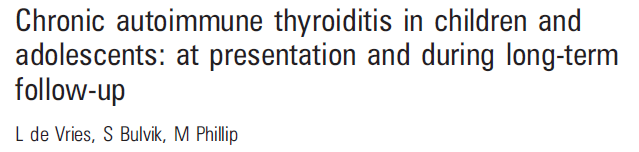 Chronic autoimmune thyroiditis in children and
adolescents: at presentation and during long-term
follow-up
L de Vries, S Bulvik, M Phillip